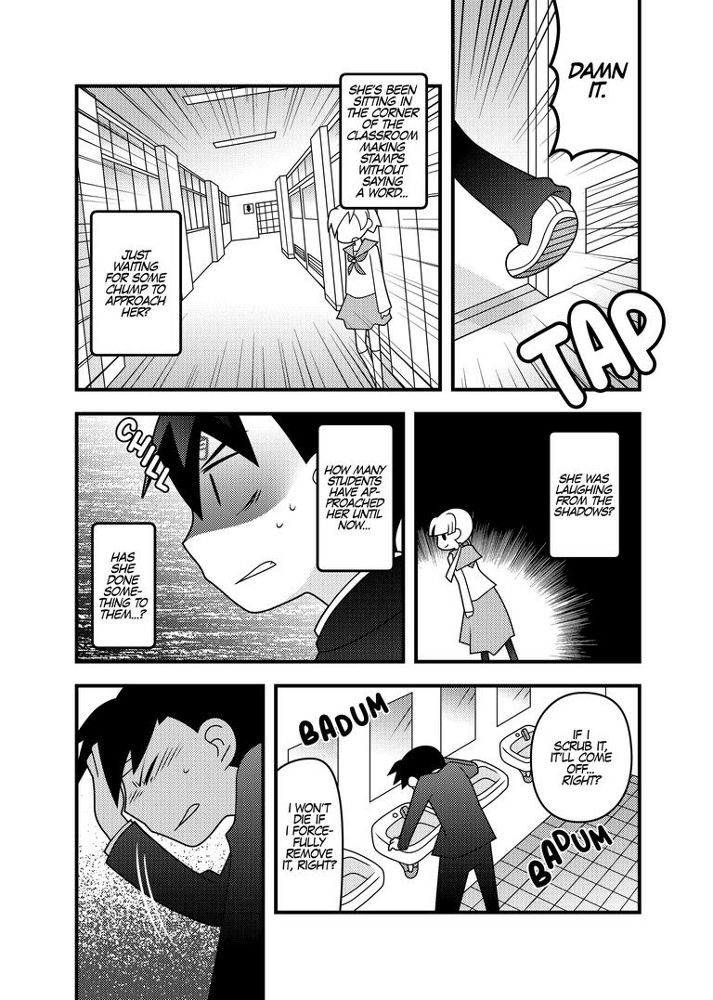 DAMN
IT.
TAP
SHE'S BEEN
SITTING IN
THE CORNER
OF THE
CLASSROOM
MAKING
STAMPS
WITHOUT
SAYING
A WORD...
JUST
WAITING
FOR SOME
CHUMP TO
APPROACH
HER?
SHE WAS
LAUGHING
FROM THE
SHADOWS?
HOW MANY
STUDENTS
HAVE AP-
PROACHED
HER UNTIL
NOW...
CHILL
HAS
SHE
DONE
SOME-
THING TO
THEM...?
IF I
SCRUB IT,
IT'LL COME
OFF...
RIGHT?
BADUM
BADUM
I WON'T
DIE IF
I FORCE-
FULLY
REMOVE
IT, RIGHT?